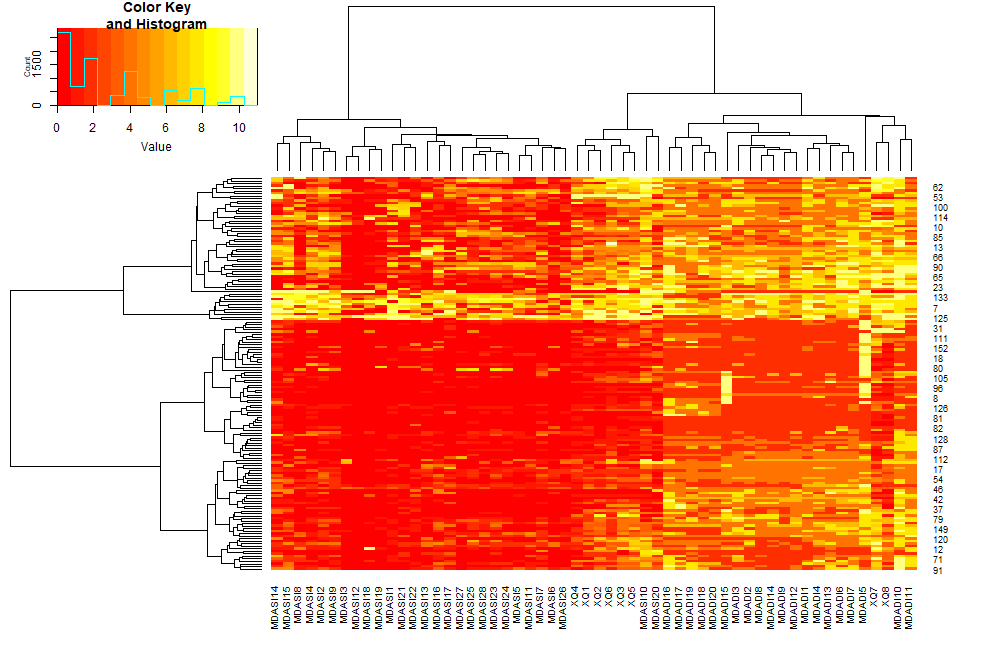 Color Key
and Histogram
Count
0
1500
0
2
4
6
8
10
Value
62
53
100
114
10
85
13
66
90
65
23
133
7
125
31
111
152
18
80
105
96
8
126
81
82
128
87
112
17
54
46
42
37
79
149
120
12
71
91
MDASI14
MDASI15
MDASI8
MDASI4
MDASI2
MDASI9
MDASI3
MDASI12
MDASI18
MDASI19
MDASI1
MDASI21
MDASI22
MDASI13
MDASI16
MDASI17
MDASI27
MDASI25
MDASI28
MDASI23
MDASI24
MDASI5
MDASI11
MDASI7
MDASI6
MDASI26
XQ4
XQ1
XQ2
XQ6
XQ3
XQ5
MDASI10
MDASI20
MDADI16
MDADI17
MDADI19
MDADI18
MDADI20
MDADI15
MDADI3
MDADI2
MDADI8
MDADI14
MDADI9
MDADI12
MDADI1
MDADI4
MDADI13
MDADI6
MDADI7
MDADI5
XQ7
XQ8
MDADI10
MDADI11